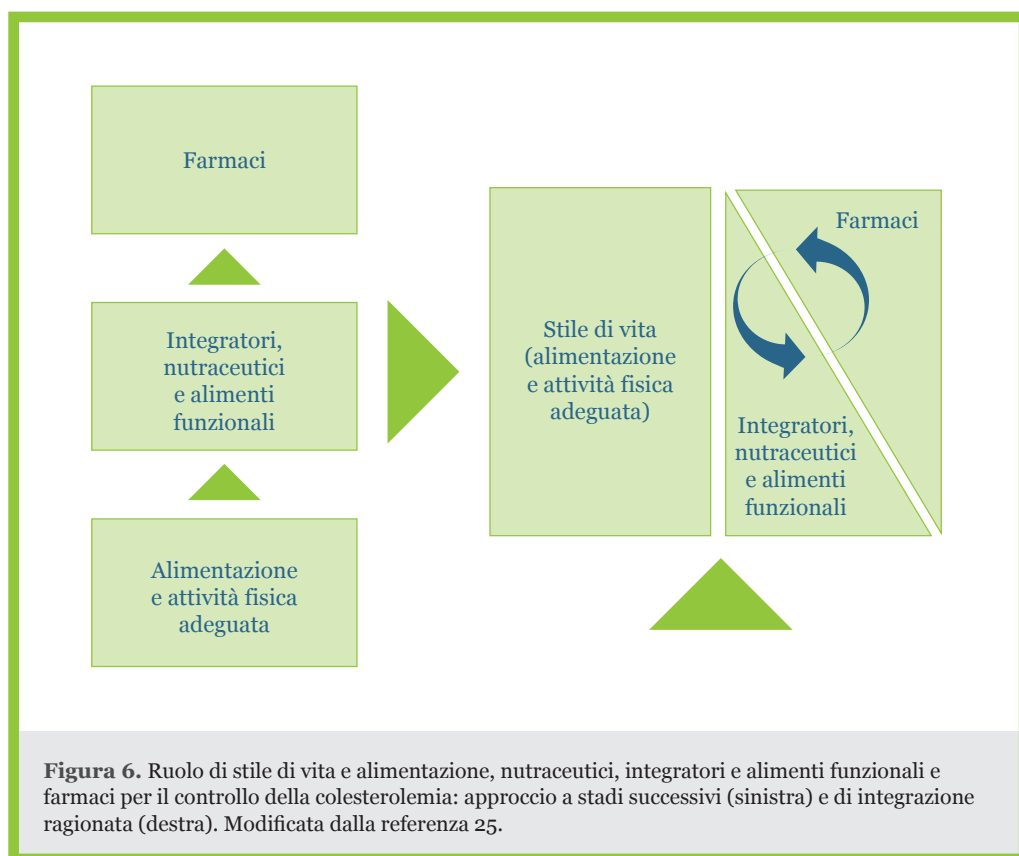 Farmaci
Integratori,
nutraceutici
e alimenti
funzionali
Alimentazione
e attività fisica
adeguata
Stile di vita
(alimentazione
e attività fisica
adeguata)
Farmaci
Integratori,
nutraceutici
e alimenti
funzionali
Figura 6. Ruolo di stile di vita e alimentazione, nutraceutici, integratori e alimenti funzionali e
farmaci per il controllo della colesterolemia: approccio a stadi successivi (sinistra) e di integrazione
ragionata (destra). Modificata dalla referenza 25.